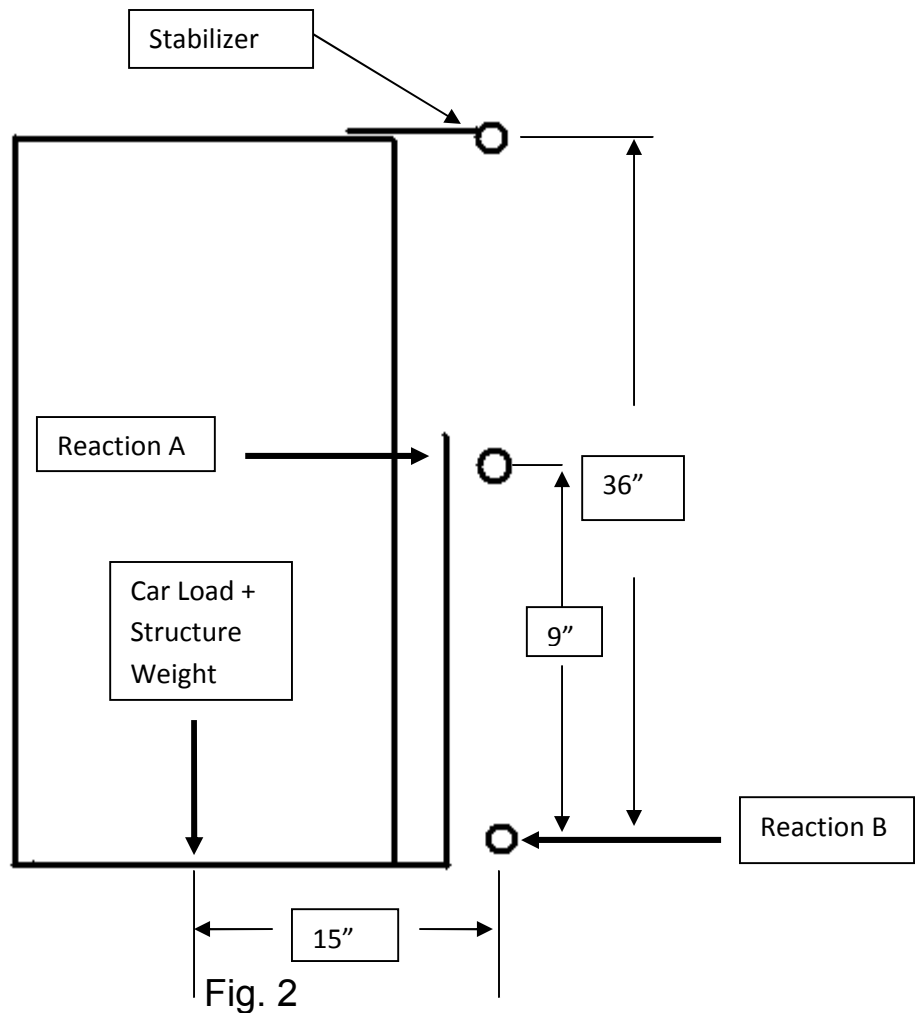 Stabilizer
Reaction A
36”
Car Load +
Structure
Weight
9”
Reaction B
15”
Fig. 2